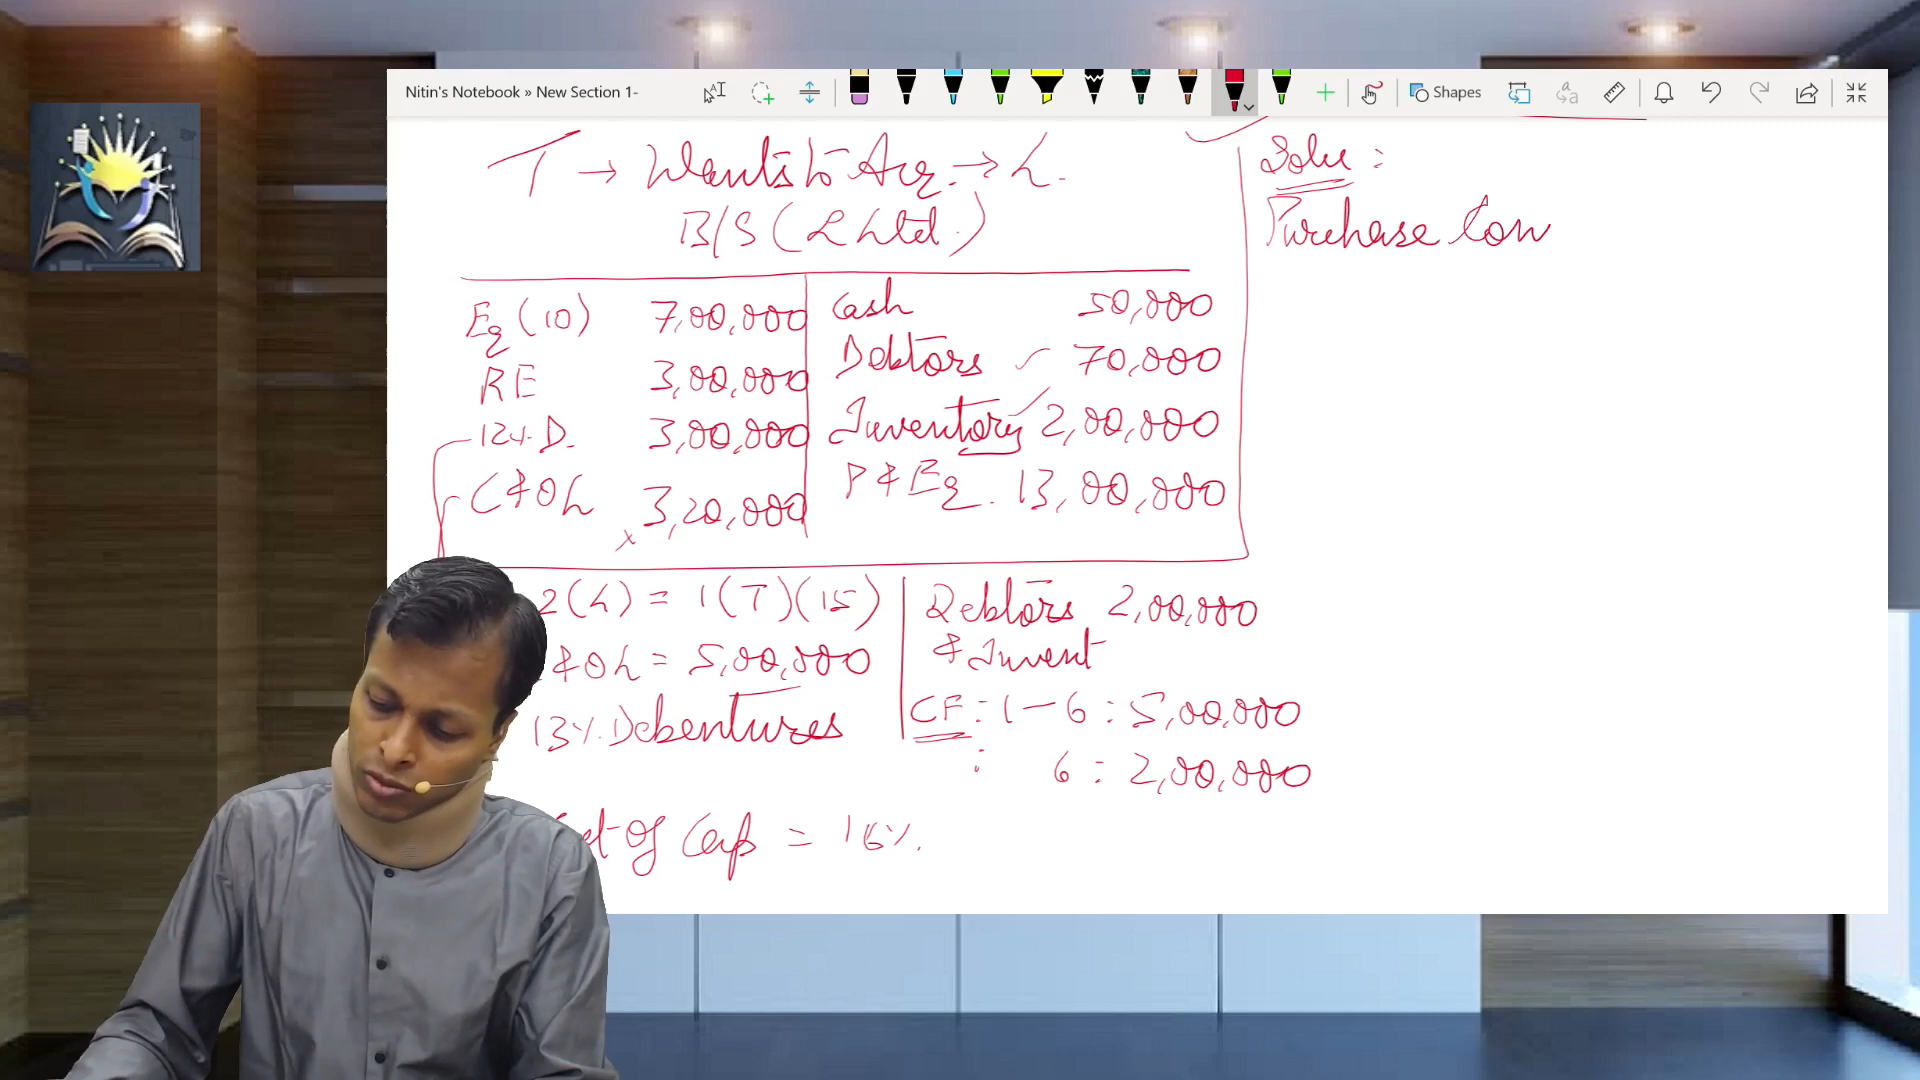 Nitin's Notebook » New Section 1-
Shapes
T → Wants to Acq. → L.
B/S (L Ltd.)
Eq (10) 7,00,000 Cash 50,000
RE 3,00,000 Debtors 70,000
12%.D. 3,00,000 Inventory 2,00,000
C & OL 3,20,000 P & Eq. 13,00,000
2(L) = 1(T)(15)
& OL = 5,00,000
13% Debentures
Debtors 2,00,000
& Invent
CF : 1 - 6 : 5,00,000
: 6 : 2,00,000
of Cap = 16%.
Solu :
Purchase Con